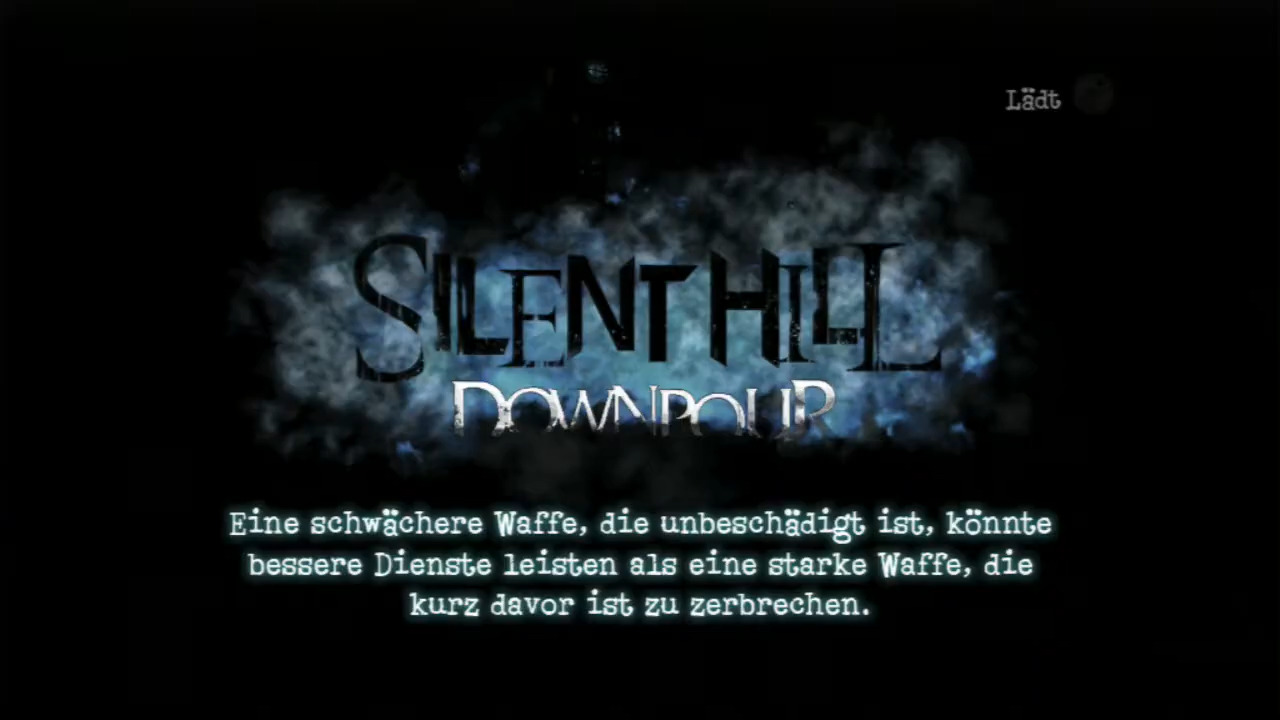 Lädt
SILENT HILL
DOWNPOUR
Eine schwächere Waffe, die unbeschädigt ist, könnte
bessere Dienste leisten als eine starke Waffe, die
kurz davor ist zu zerbrechen.